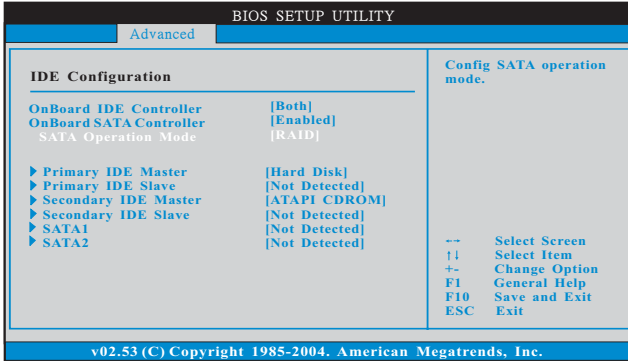 BIOS SETUP UTILITY
Advanced
IDE Configuration
OnBoard IDE Controller [Both]
OnBoard SATA Controller [Enabled]
SATA Operation Mode [RAID]
Primary IDE Master [Hard Disk]
Primary IDE Slave [Not Detected]
Secondary IDE Master [ATAPI CDROM]
Secondary IDE Slave [Not Detected]
SATA1 [Not Detected]
SATA2 [Not Detected]
Config SATA operation
mode.
←→ Select Screen
↑↓ Select Item
+- Change Option
F1 General Help
F10 Save and Exit
ESC Exit
v02.53 (C) Copyright 1985-2004. American Megatrends, Inc.